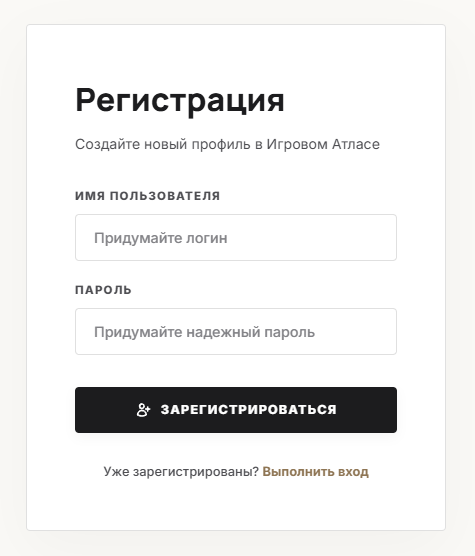 Регистрация
Создайте новый профиль в Игровом Атласе
ИМЯ ПОЛЬЗОВАТЕЛЯ
Придумайте логин
ПАРОЛЬ
Придумайте надежный пароль
ЗАРЕГИСТРИРОВАТЬСЯ
Уже зарегистрированы? Выполнить вход